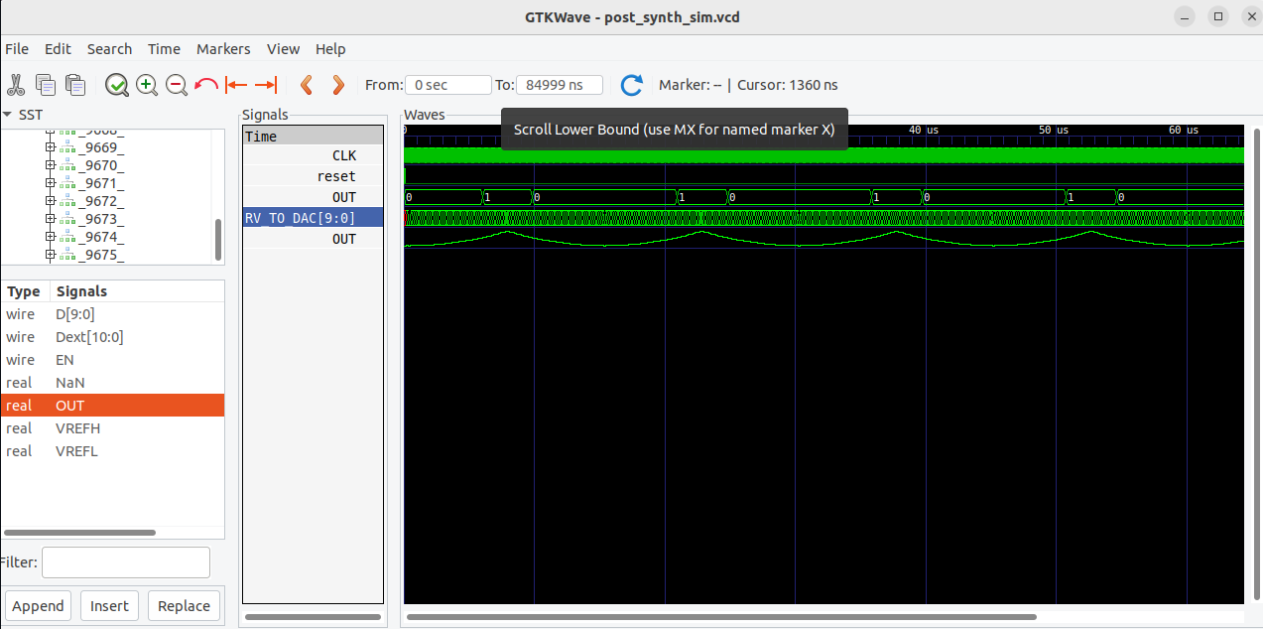 GTKWave - post_synth_sim.vcd
File Edit Search Time Markers View Help
From: 0 sec To: 84999 ns Marker: -- | Cursor: 1360 ns
SST
_9668_
_9669_
_9670_
_9671_
_9672_
_9673_
_9674_
_9675_
Type Signals
wire D[9:0]
wire Dext[10:0]
wire EN
real NaN
real OUT
real VREFH
real VREFL
Filter:
Append Insert Replace
Signals
Time
CLK
reset
OUT
RV_TO_DAC[9:0]
OUT
Waves
Scroll Lower Bound (use MX for named marker X)
0 40 us 50 us 60 us
0 1 0 1 0 1 0 1 0